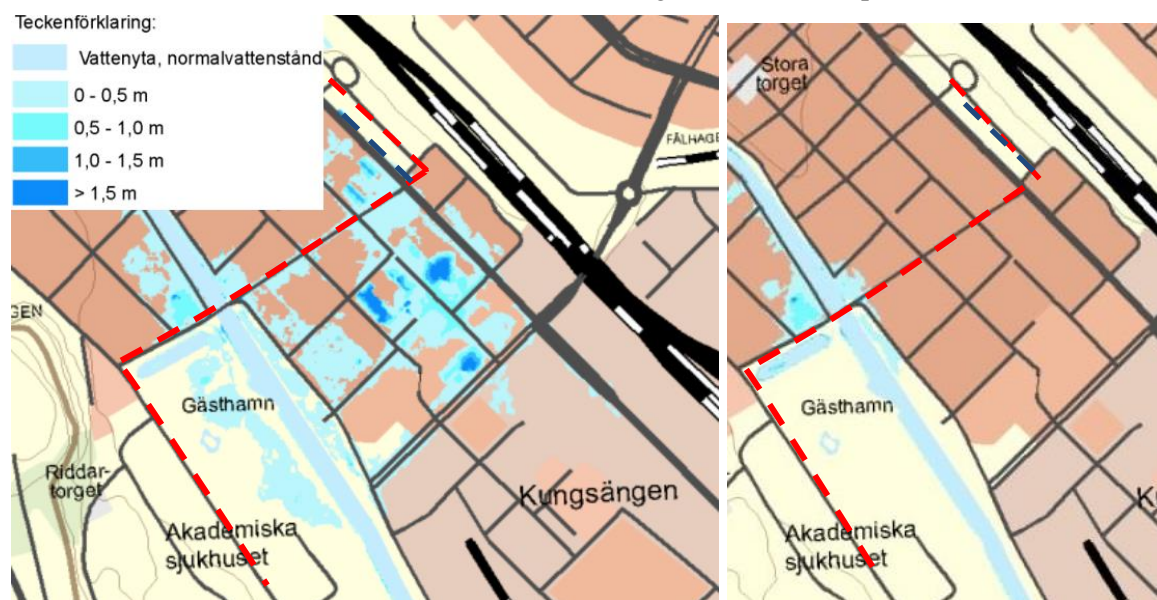 Teckenförklaring:
Vattenyta, normalvattenstånd
0 - 0,5 m
0,5 - 1,0 m
1,0 - 1,5 m
> 1,5 m
FÅLHAGE
GEN
Gästhamn
Riddar-
torget
Kungsängen
Akademiska
sjukhuset
Stora
torget
Gästhamn
K
Akademiska
sjukhuset